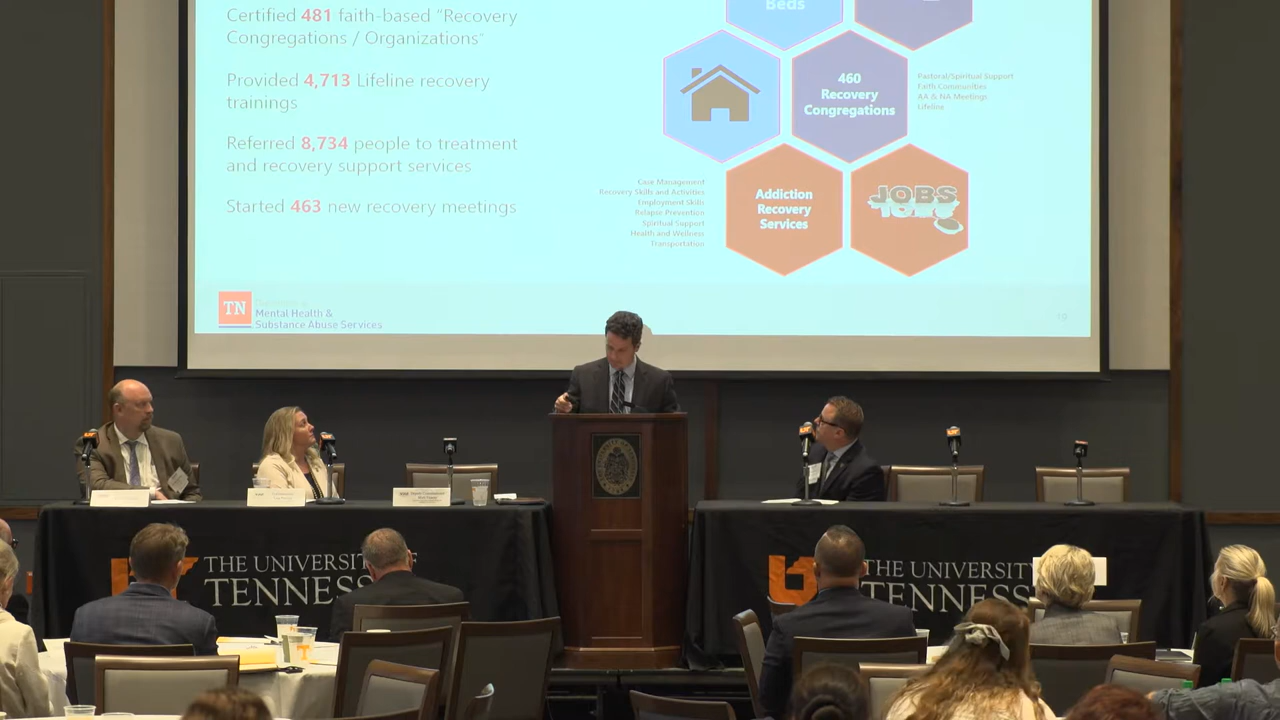 Certified 481 faith-based "Recovery
Congregations / Organizations"
Provided 4,713 Lifeline recovery
trainings
Referred 8,734 people to treatment
and recovery support services
Started 463 new recovery meetings
Beds
460
Recovery
Congregations
Pastoral/Spiritual Support
Faith Communities
AA & NA Meetings
Lifeline
Case Management
Recovery Skills and Activities
Employment Skills
Relapse Prevention
Spiritual Support
Health and Wellness
Transportation
Addiction
Recovery
Services
JOBS
TN
Department of
Mental Health &
Substance Abuse Services
19
THE UNIVERSITY
TENNESS
THE UNIVERSITY
TENNESS